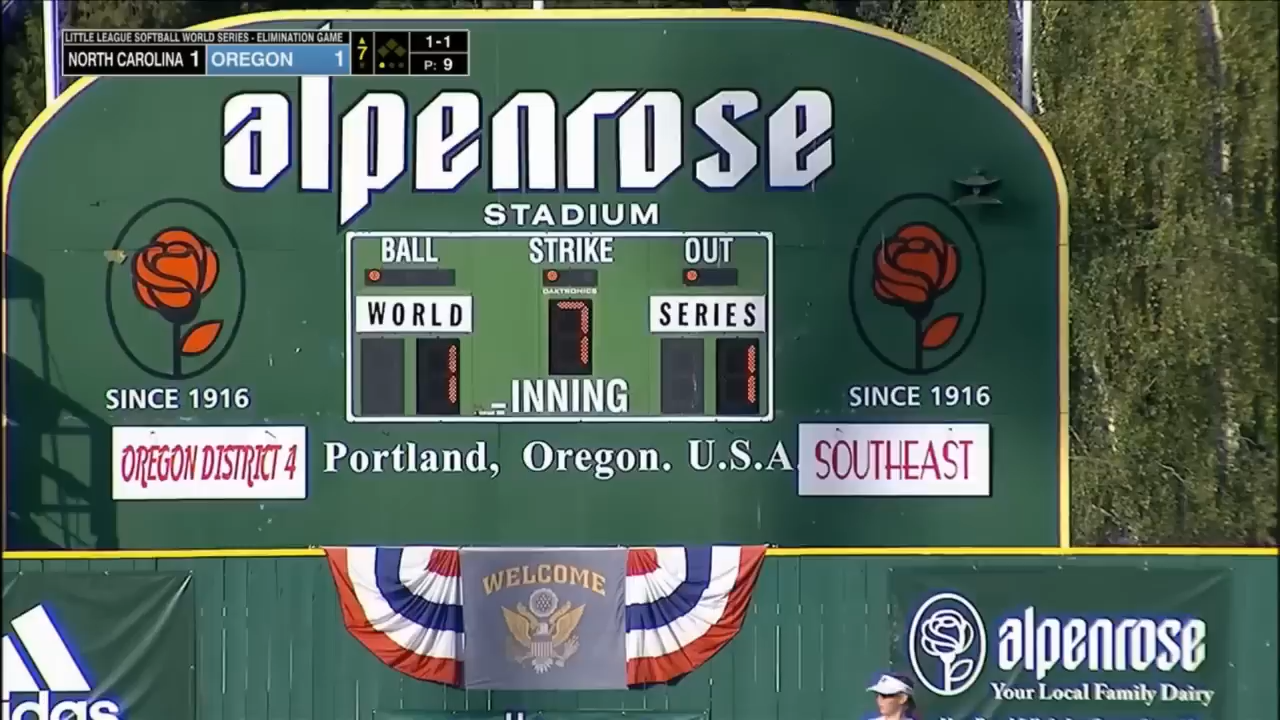 LITTLE LEAGUE SOFTBALL WORLD SERIES - ELIMINATION GAME
NORTH CAROLINA 1 OREGON 1 7 1-1
P: 9
alpenrose
STADIUM
BALL STRIKE OUT
DAKTRONICS
WORLD 7 SERIES
1 1
INNING
SINCE 1916 SINCE 1916
OREGON DISTRICT 4 Portland, Oregon. U.S.A. SOUTHEAST
WELCOME
alpenrose
Your Local Family Dairy